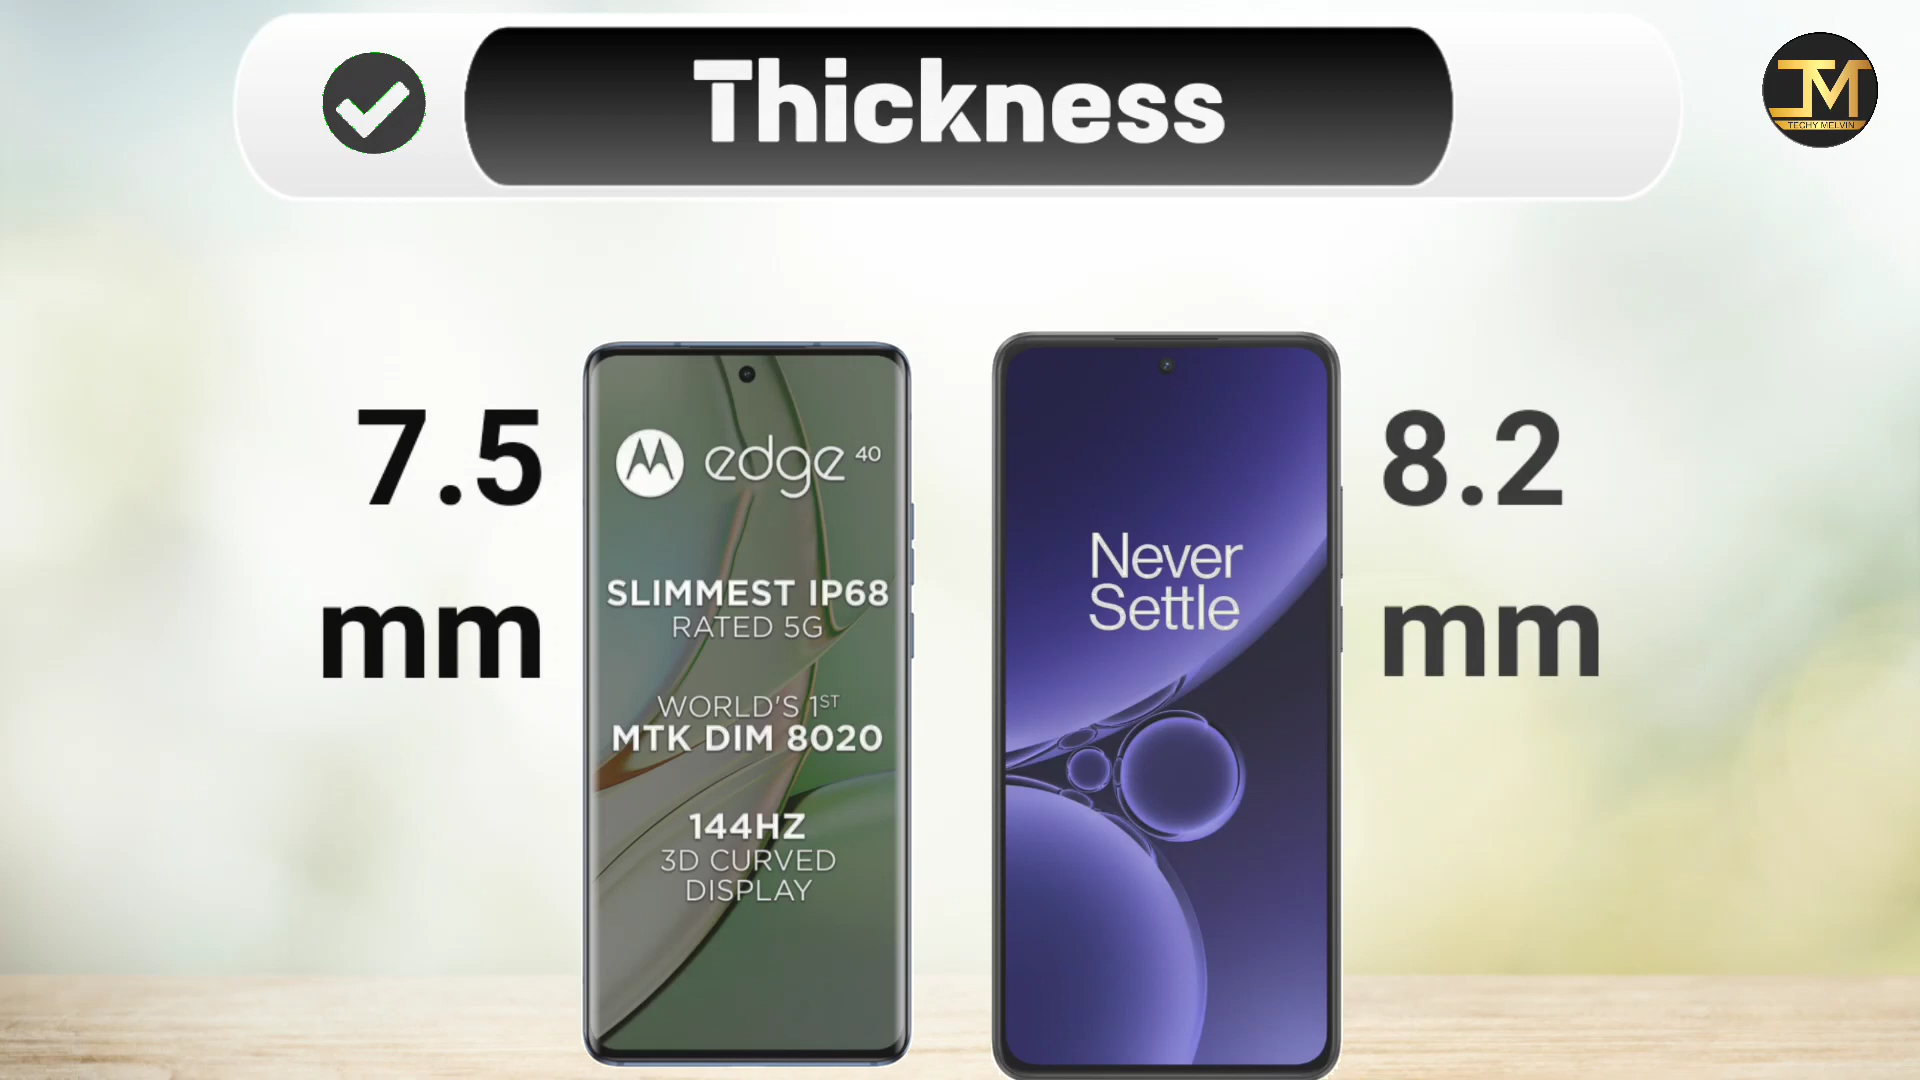 Thickness
TECHY MELVIN
7.5
mm
edge 40
SLIMMEST IP68
RATED 5G
WORLD'S 1ST
MTK DIM 8020
144HZ
3D CURVED
DISPLAY
Never
Settle
8.2
mm